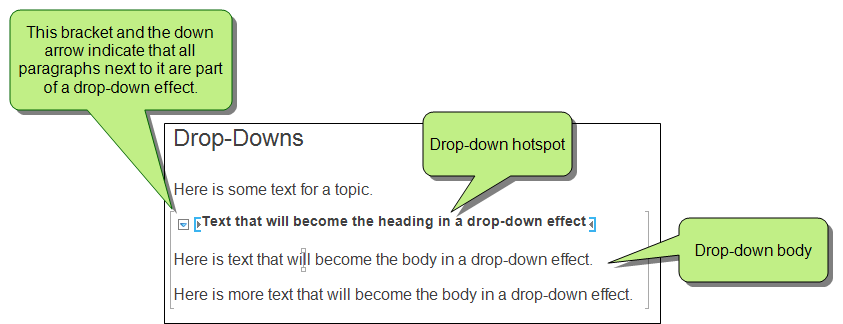 This bracket and the down
arrow indicate that all
paragraphs next to it are part
of a drop-down effect.
Drop-Downs
Drop-down hotspot
Here is some text for a topic.
Text that will become the heading in a drop-down effect
Here is text that will become the body in a drop-down effect.
Drop-down body
Here is more text that will become the body in a drop-down effect.